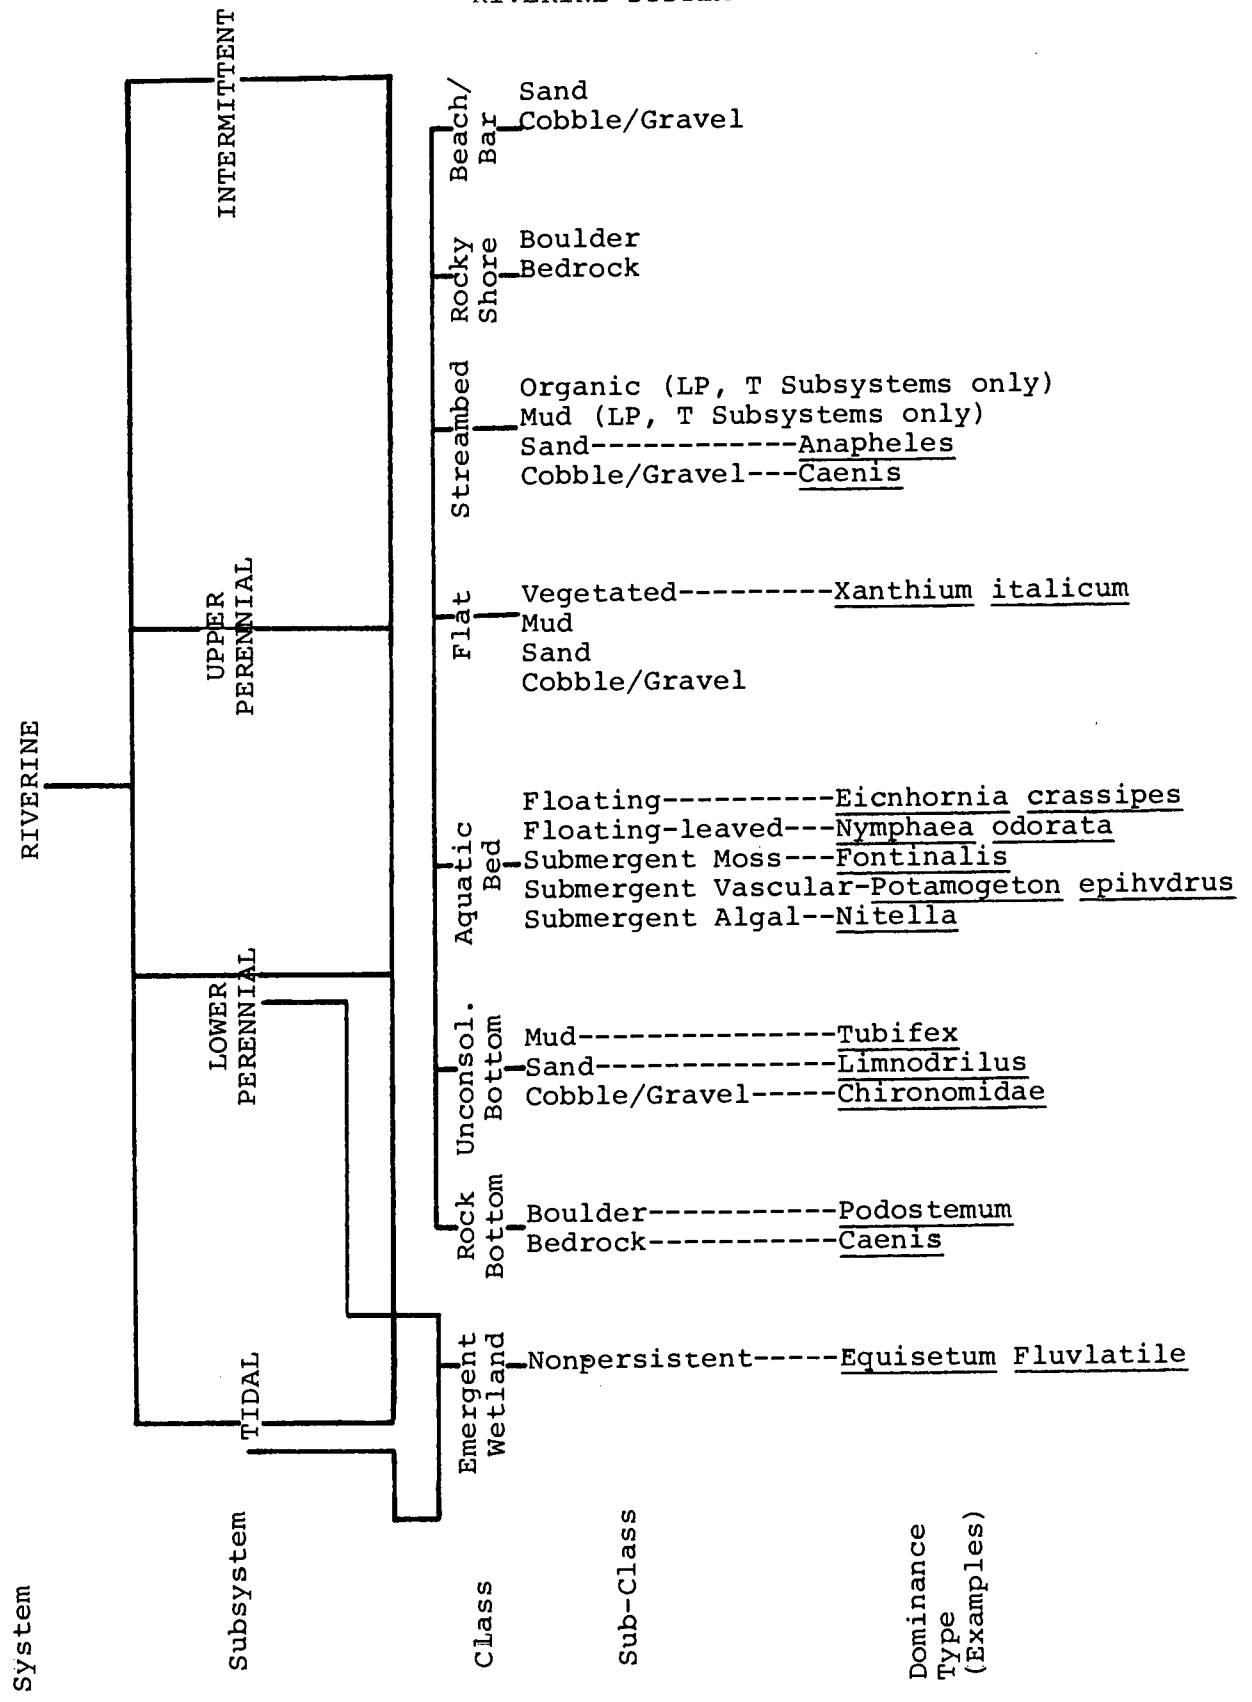 RIVERINE
INTERMITTENT
UPPER
PERENNIAL
LOWER
PERENNIAL
TIDAL
Beach/
Bar
Sand
Cobble/Gravel
Rocky
Shore
Boulder
Bedrock
Streambed
Organic (LP, T Subsystems only)
Mud (LP, T Subsystems only)
Sand------------Anapheles
Cobble/Gravel---Caenis
Flat
Vegetated---------Xanthium italicum
Mud
Sand
Cobble/Gravel
Aquatic
Bed
Floating----------Eicnhornia crassipes
Floating-leaved---Nymphaea odorata
Submergent Moss---Fontinalis
Submergent Vascular-Potamogeton epihvdrus
Submergent Algal--Nitella
Unconsol.
Bottom
Mud---------------Tubifex
Sand--------------Limnodrilus
Cobble/Gravel-----Chironomidae
Rock
Bottom
Boulder-----------Podostemum
Bedrock-----------Caenis
Emergent
Wetland
Nonpersistent-----Equisetum Fluvlatile
System
Subsystem
Class
Sub-Class
Dominance
Type
(Examples)